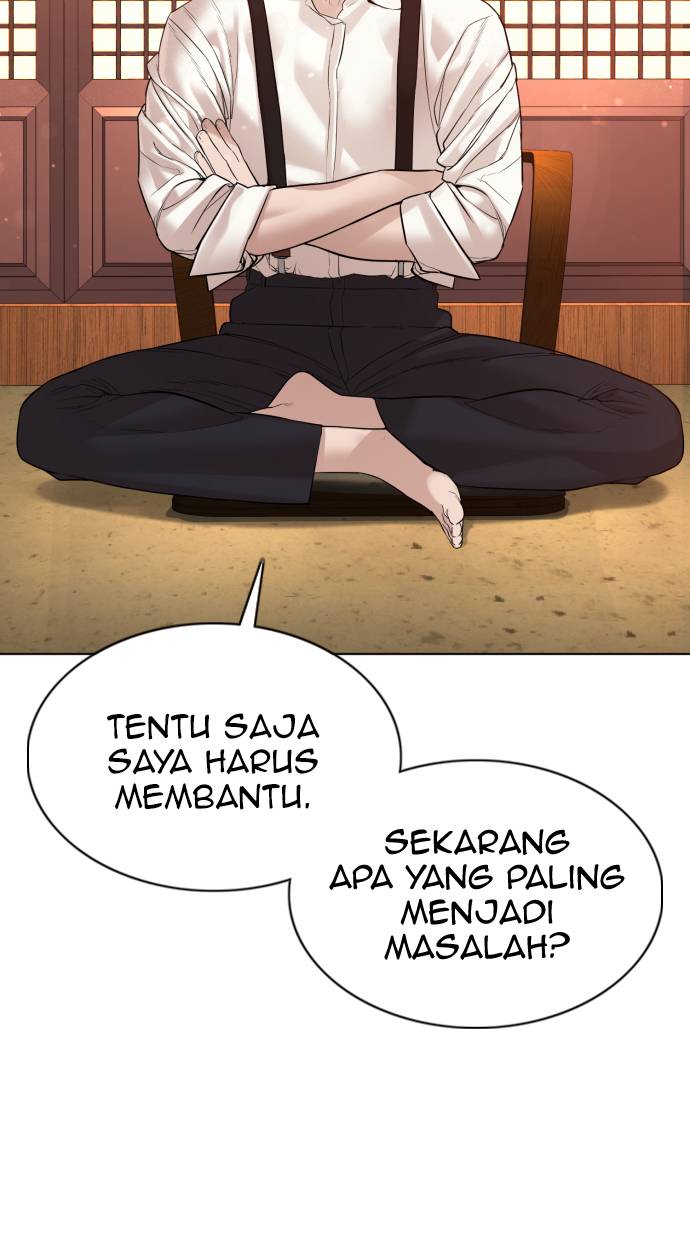 TENTU SAJA
SAYA HARUS
MEMBANTU.
SEKARANG
APA YANG PALING
MENJADI
MASALAH?